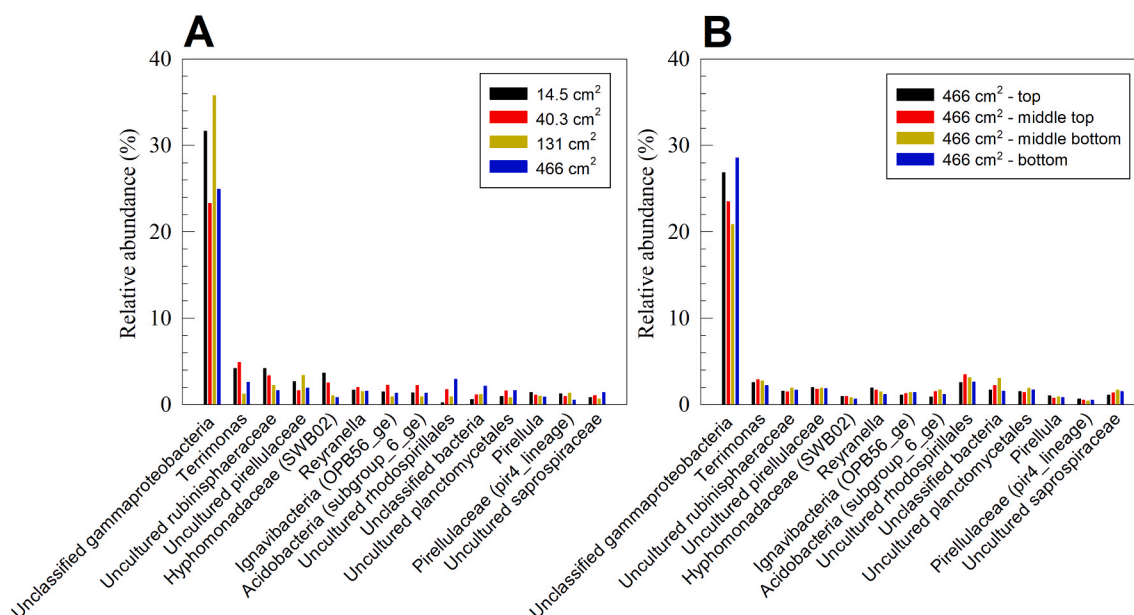 A
Relative abundance (%)
40
30
20
10
0
14.5 cm²
40.3 cm²
131 cm²
466 cm²
Unclassified gammaproteobacteria
Terrimonas
Uncultured rubinisphaeraceae
Uncultured pirellulaceae
Hyphomonadaceae (SWB02)
Reyranella
Ignavibacteria (OPB56_ge)
Acidobacteria (subgroup_6_ge)
Uncultured rhodospirillales
Unclassified bacteria
Uncultured planctomycetales
Pirellula
Pirellulaceae (pir4_lineage)
Uncultured saprospiraceae
B
Relative abundance (%)
40
30
20
10
0
466 cm² - top
466 cm² - middle top
466 cm² - middle bottom
466 cm² - bottom
Unclassified gammaproteobacteria
Terrimonas
Uncultured rubinisphaeraceae
Uncultured pirellulaceae
Hyphomonadaceae (SWB02)
Reyranella
Ignavibacteria (OPB56_ge)
Acidobacteria (subgroup_6_ge)
Uncultured rhodospirillales
Unclassified bacteria
Uncultured planctomycetales
Pirellula
Pirellulaceae (pir4_lineage)
Uncultured saprospiraceae